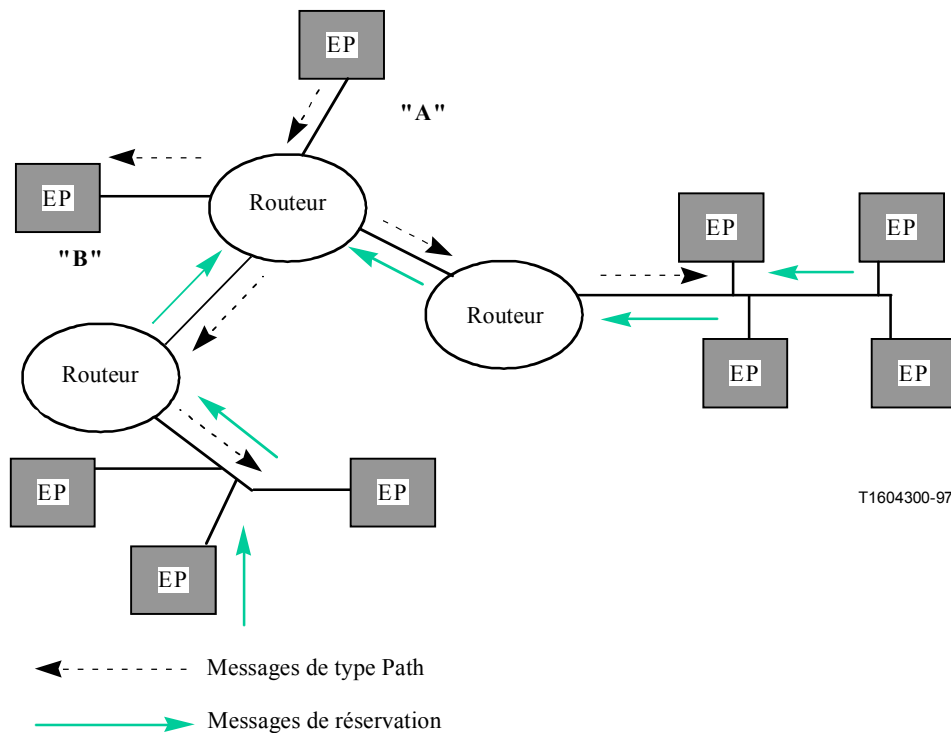 EP
"A"
EP
Routeur
EP
EP
"B"
Routeur
Routeur
EP
EP
EP
EP
T1604300-97
EP
Messages de type Path
Messages de réservation